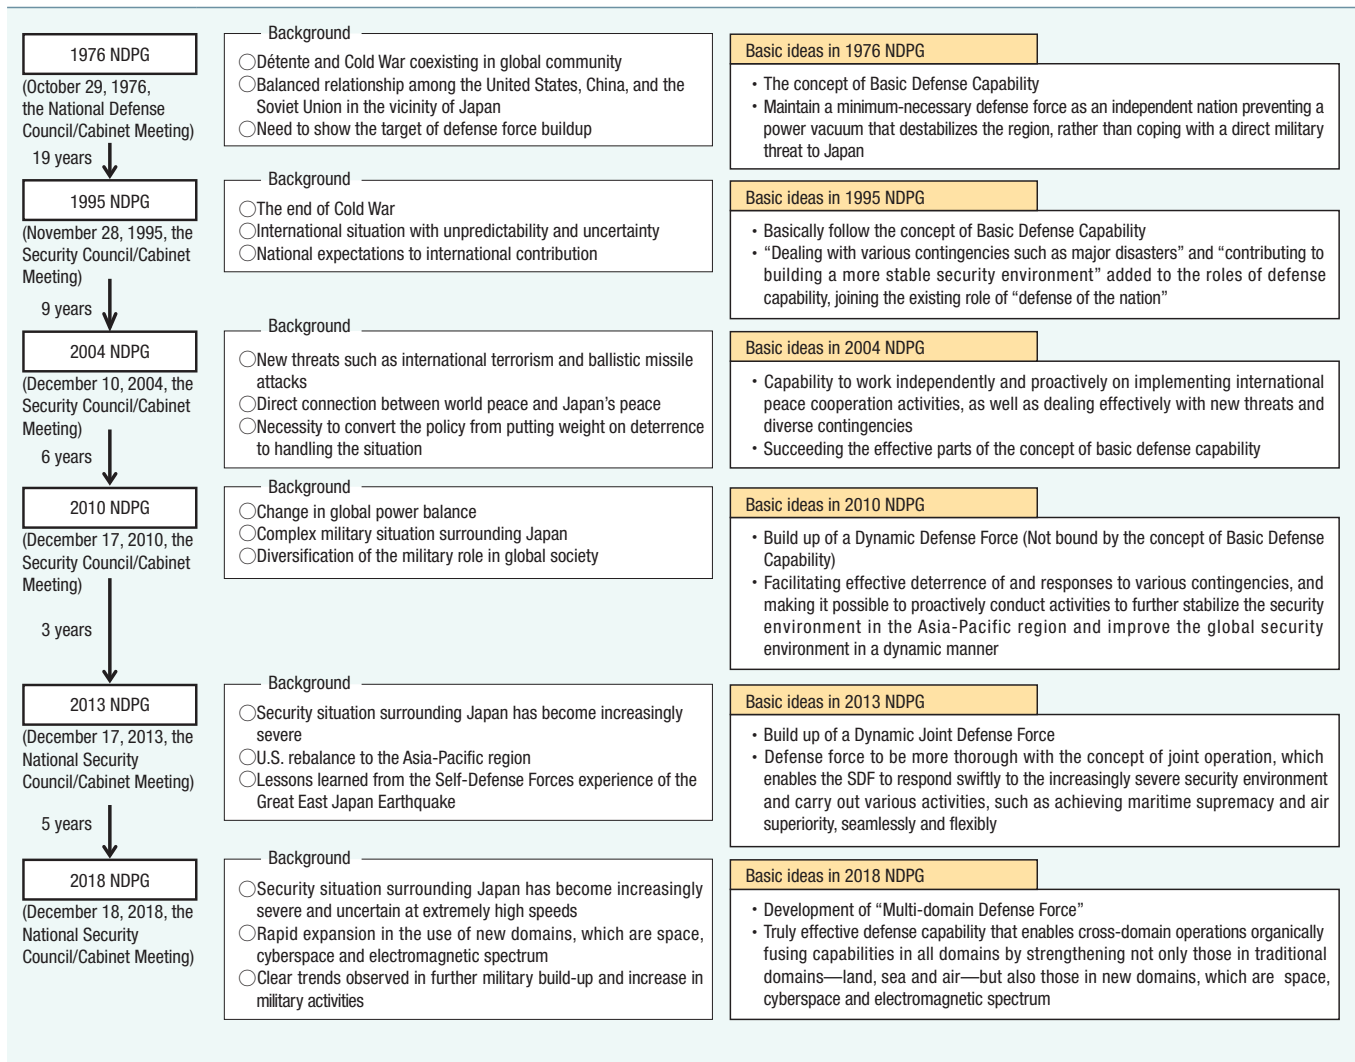 1976 NDPG
(October 29, 1976,
the National Defense
Council/Cabinet Meeting)
Background
○Détente and Cold War coexisting in global community
○Balanced relationship among the United States, China, and the
Soviet Union in the vicinity of Japan
○Need to show the target of defense force buildup
Basic ideas in 1976 NDPG
・The concept of Basic Defense Capability
・Maintain a minimum-necessary defense force as an independent nation preventing a
power vacuum that destabilizes the region, rather than coping with a direct military
threat to Japan
19 years
1995 NDPG
(November 28, 1995, the
Security Council/Cabinet
Meeting)
Background
○The end of Cold War
○International situation with unpredictability and uncertainty
○National expectations to international contribution
Basic ideas in 1995 NDPG
・Basically follow the concept of Basic Defense Capability
・“Dealing with various contingencies such as major disasters” and “contributing to
building a more stable security environment” added to the roles of defense
capability, joining the existing role of “defense of the nation”
9 years
2004 NDPG
(December 10, 2004, the
Security Council/Cabinet
Meeting)
Background
○New threats such as international terrorism and ballistic missile
attacks
○Direct connection between world peace and Japan’s peace
○Necessity to convert the policy from putting weight on deterrence
to handling the situation
Basic ideas in 2004 NDPG
・Capability to work independently and proactively on implementing international
peace cooperation activities, as well as dealing effectively with new threats and
diverse contingencies
・Succeeding the effective parts of the concept of basic defense capability
6 years
2010 NDPG
(December 17, 2010, the
Security Council/Cabinet
Meeting)
Background
○Change in global power balance
○Complex military situation surrounding Japan
○Diversification of the military role in global society
Basic ideas in 2010 NDPG
・Build up of a Dynamic Defense Force (Not bound by the concept of Basic Defense
Capability)
・Facilitating effective deterrence of and responses to various contingencies, and
making it possible to proactively conduct activities to further stabilize the security
environment in the Asia-Pacific region and improve the global security
environment in a dynamic manner
3 years
2013 NDPG
(December 17, 2013, the
National Security
Council/Cabinet Meeting)
Background
○Security situation surrounding Japan has become increasingly
severe
○U.S. rebalance to the Asia-Pacific region
○Lessons learned from the Self-Defense Forces experience of the
Great East Japan Earthquake
Basic ideas in 2013 NDPG
・Build up of a Dynamic Joint Defense Force
・Defense force to be more thorough with the concept of joint operation, which
enables the SDF to respond swiftly to the increasingly severe security environment
and carry out various activities, such as achieving maritime supremacy and air
superiority, seamlessly and flexibly
5 years
2018 NDPG
(December 18, 2018, the
National Security
Council/Cabinet Meeting)
Background
○Security situation surrounding Japan has become increasingly
severe and uncertain at extremely high speeds
○Rapid expansion in the use of new domains, which are space,
cyberspace and electromagnetic spectrum
○Clear trends observed in further military build-up and increase in
military activities
Basic ideas in 2018 NDPG
・Development of “Multi-domain Defense Force”
・Truly effective defense capability that enables cross-domain operations organically
fusing capabilities in all domains by strengthening not only those in traditional
domains—land, sea and air—but also those in new domains, which are space,
cyberspace and electromagnetic spectrum